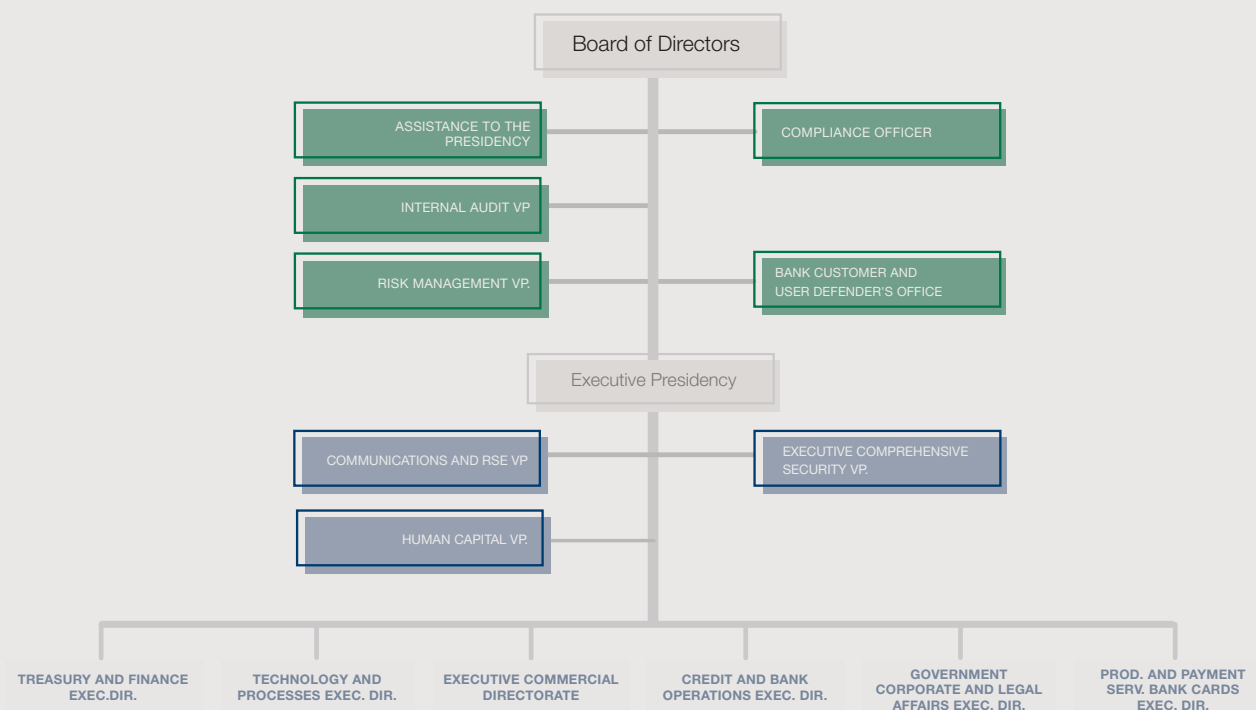 Board of Directors
ASSISTANCE TO THE
PRESIDENCY
COMPLIANCE OFFICER
INTERNAL AUDIT VP
RISK MANAGEMENT VP.
BANK CUSTOMER AND
USER DEFENDER'S OFFICE
Executive Presidency
COMMUNICATIONS AND RSE VP
EXECUTIVE COMPREHENSIVE
SECURITY VP.
HUMAN CAPITAL VP.
TREASURY AND FINANCE
EXEC.DIR.
TECHNOLOGY AND
PROCESSES EXEC. DIR.
EXECUTIVE COMMERCIAL
DIRECTORATE
CREDIT AND BANK
OPERATIONS EXEC. DIR.
GOVERNMENT
CORPORATE AND LEGAL
AFFAIRS EXEC. DIR.
PROD. AND PAYMENT
SERV. BANK CARDS
EXEC. DIR.